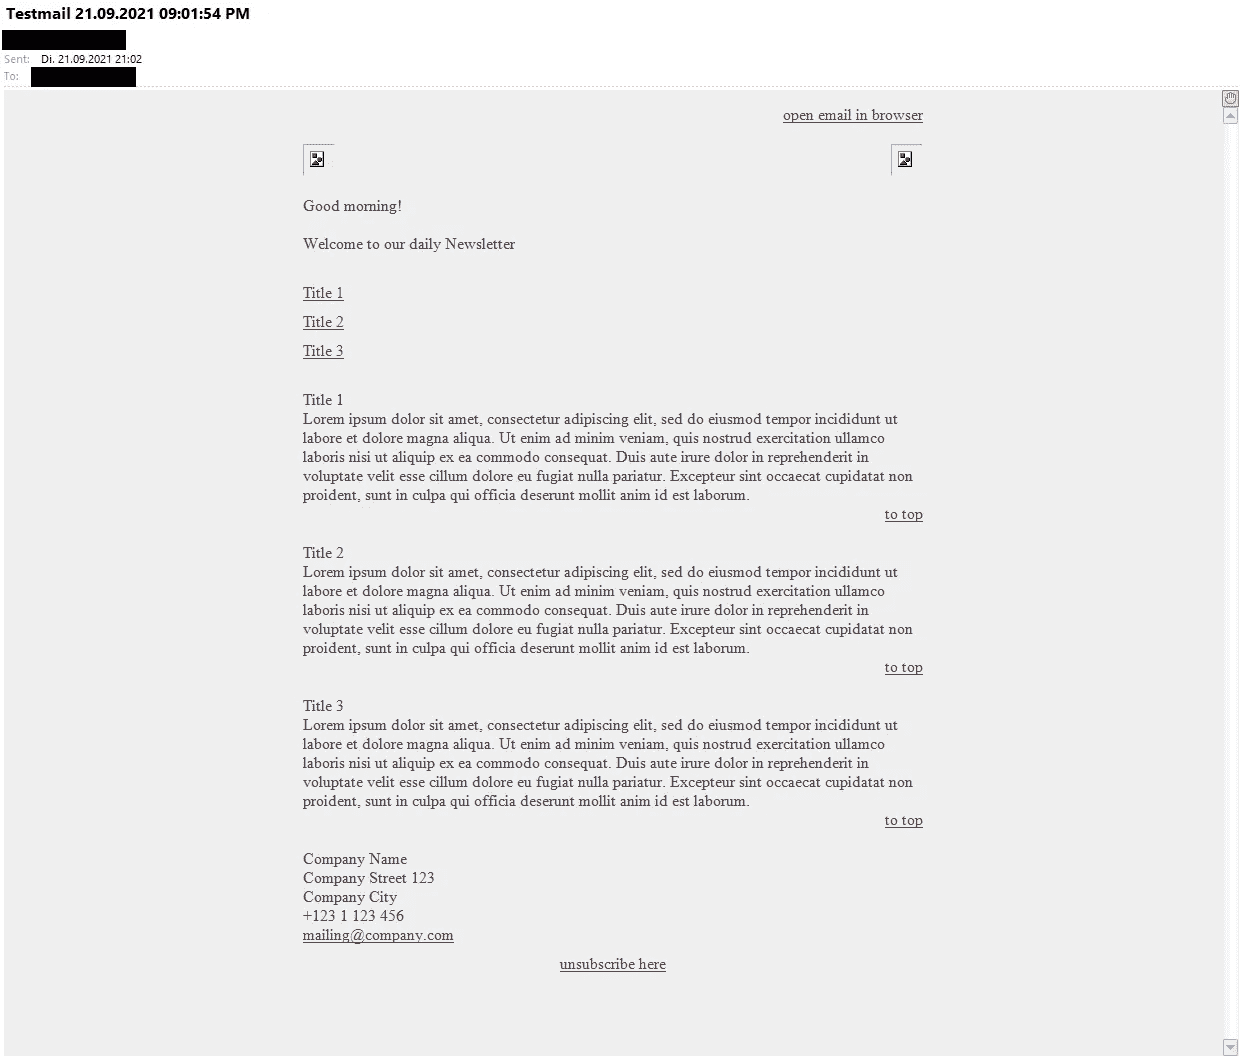 Testmail 21.09.2021 09:01:54 PM
Sent: Di, 21.09.2021 21:02
To:
open email in browser
Good morning!
Welcome to our daily Newsletter
Title 1
Title 2
Title 3
Title 1
Lorem ipsum dolor sit amet, consectetur adipiscing elit, sed do eiusmod tempor incididunt ut
labore et dolore magna aliqua. Ut enim ad minim veniam, quis nostrud exercitation ullamco
laboris nisi ut aliquip ex ea commodo consequat. Duis aute irure dolor in reprehenderit in
voluptate velit esse cillum dolore eu fugiat nulla pariatur. Excepteur sint occaecat cupidatat non
proident, sunt in culpa qui officia deserunt mollit anim id est laborum.
to top
Title 2
Lorem ipsum dolor sit amet, consectetur adipiscing elit, sed do eiusmod tempor incididunt ut
labore et dolore magna aliqua. Ut enim ad minim veniam, quis nostrud exercitation ullamco
laboris nisi ut aliquip ex ea commodo consequat. Duis aute irure dolor in reprehenderit in
voluptate velit esse cillum dolore eu fugiat nulla pariatur. Excepteur sint occaecat cupidatat non
proident, sunt in culpa qui officia deserunt mollit anim id est laborum.
to top
Title 3
Lorem ipsum dolor sit amet, consectetur adipiscing elit, sed do eiusmod tempor incididunt ut
labore et dolore magna aliqua. Ut enim ad minim veniam, quis nostrud exercitation ullamco
laboris nisi ut aliquip ex ea commodo consequat. Duis aute irure dolor in reprehenderit in
voluptate velit esse cillum dolore eu fugiat nulla pariatur. Excepteur sint occaecat cupidatat non
proident, sunt in culpa qui officia deserunt mollit anim id est laborum.
to top
Company Name
Company Street 123
Company City
+123 1 123 456
mailing@company.com
unsubscribe here